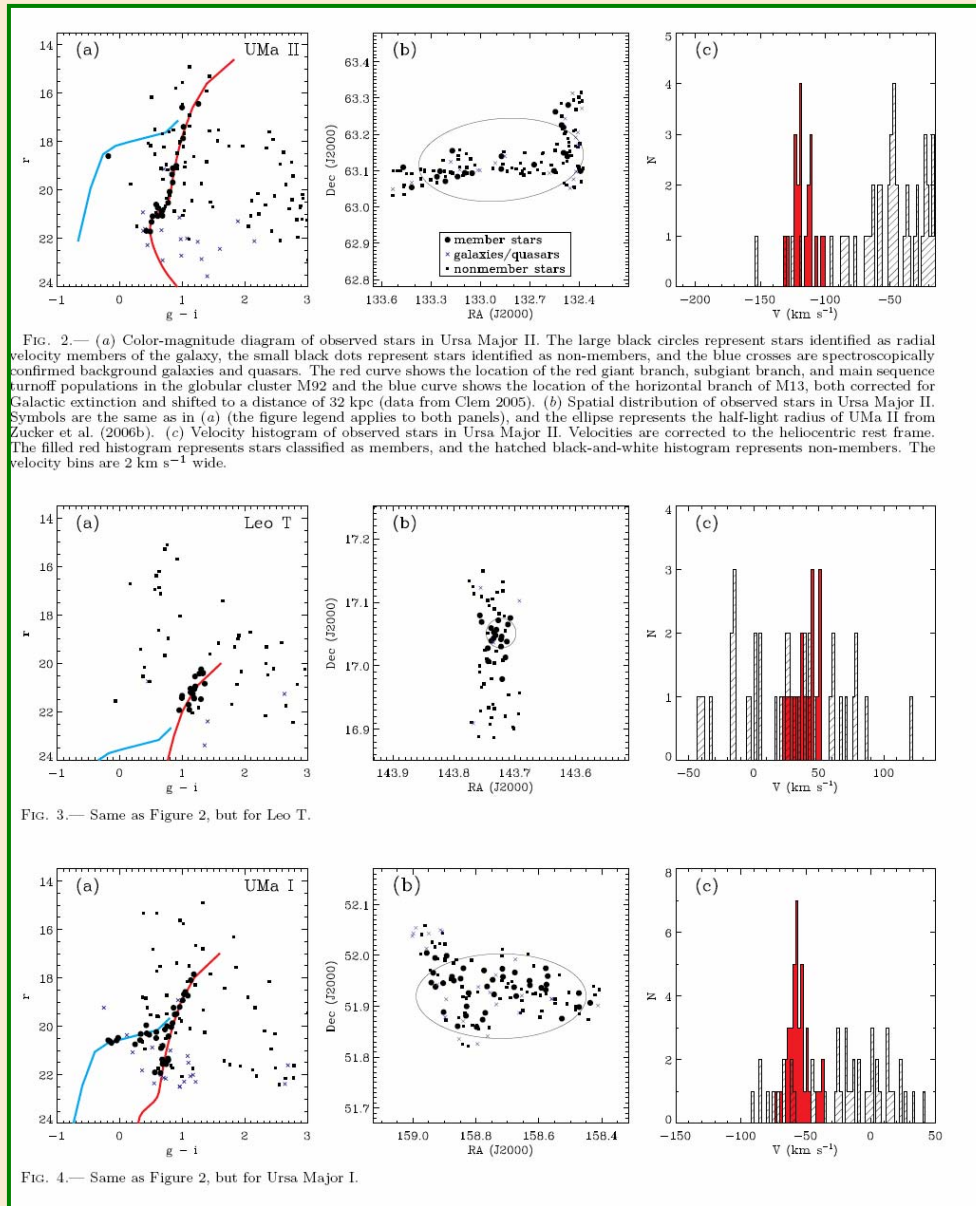 (a) UMa II
14
16
18
20
22
24
r
−1 0 1 2 3
g − i
(b)
63.4
63.3
63.2
63.1
63.0
62.9
62.8
Dec (J2000)
member stars
galaxies/quasars
nonmember stars
133.6 133.3 133.0 132.7 132.4
RA (J2000)
(c)
5
4
3
2
1
0
N
−200 −150 −100 −50
V (km s⁻¹)
FIG. 2.— (a) Color-magnitude diagram of observed stars in Ursa Major II. The large black circles represent stars identified as radial
velocity members of the galaxy, the small black dots represent stars identified as non-members, and the blue crosses are spectroscopically
confirmed background galaxies and quasars. The red curve shows the location of the red giant branch, subgiant branch, and main sequence
turnoff populations in the globular cluster M92 and the blue curve shows the location of the horizontal branch of M13, both corrected for
Galactic extinction and shifted to a distance of 32 kpc (data from Clem 2005). (b) Spatial distribution of observed stars in Ursa Major II.
Symbols are the same as in (a) (the figure legend applies to both panels), and the ellipse represents the half-light radius of UMa II from
Zucker et al. (2006b). (c) Velocity histogram of observed stars in Ursa Major II. Velocities are corrected to the heliocentric rest frame.
The filled red histogram represents stars classified as members, and the hatched black-and-white histogram represents non-members. The
velocity bins are 2 km s⁻¹ wide.
(a) Leo T
14
16
18
20
22
24
r
−1 0 1 2 3
g − i
(b)
17.2
17.1
17.0
16.9
Dec (J2000)
143.9 143.8 143.7 143.6
RA (J2000)
(c)
4
3
2
1
0
N
−50 0 50 100
V (km s⁻¹)
FIG. 3.— Same as Figure 2, but for Leo T.
(a) UMa I
14
16
18
20
22
24
r
−1 0 1 2 3
g − i
(b)
52.1
52.0
51.9
51.8
51.7
Dec (J2000)
159.0 158.8 158.6 158.4
RA (J2000)
(c)
8
6
4
2
0
N
−150 −100 −50 0 50
V (km s⁻¹)
FIG. 4.— Same as Figure 2, but for Ursa Major I.